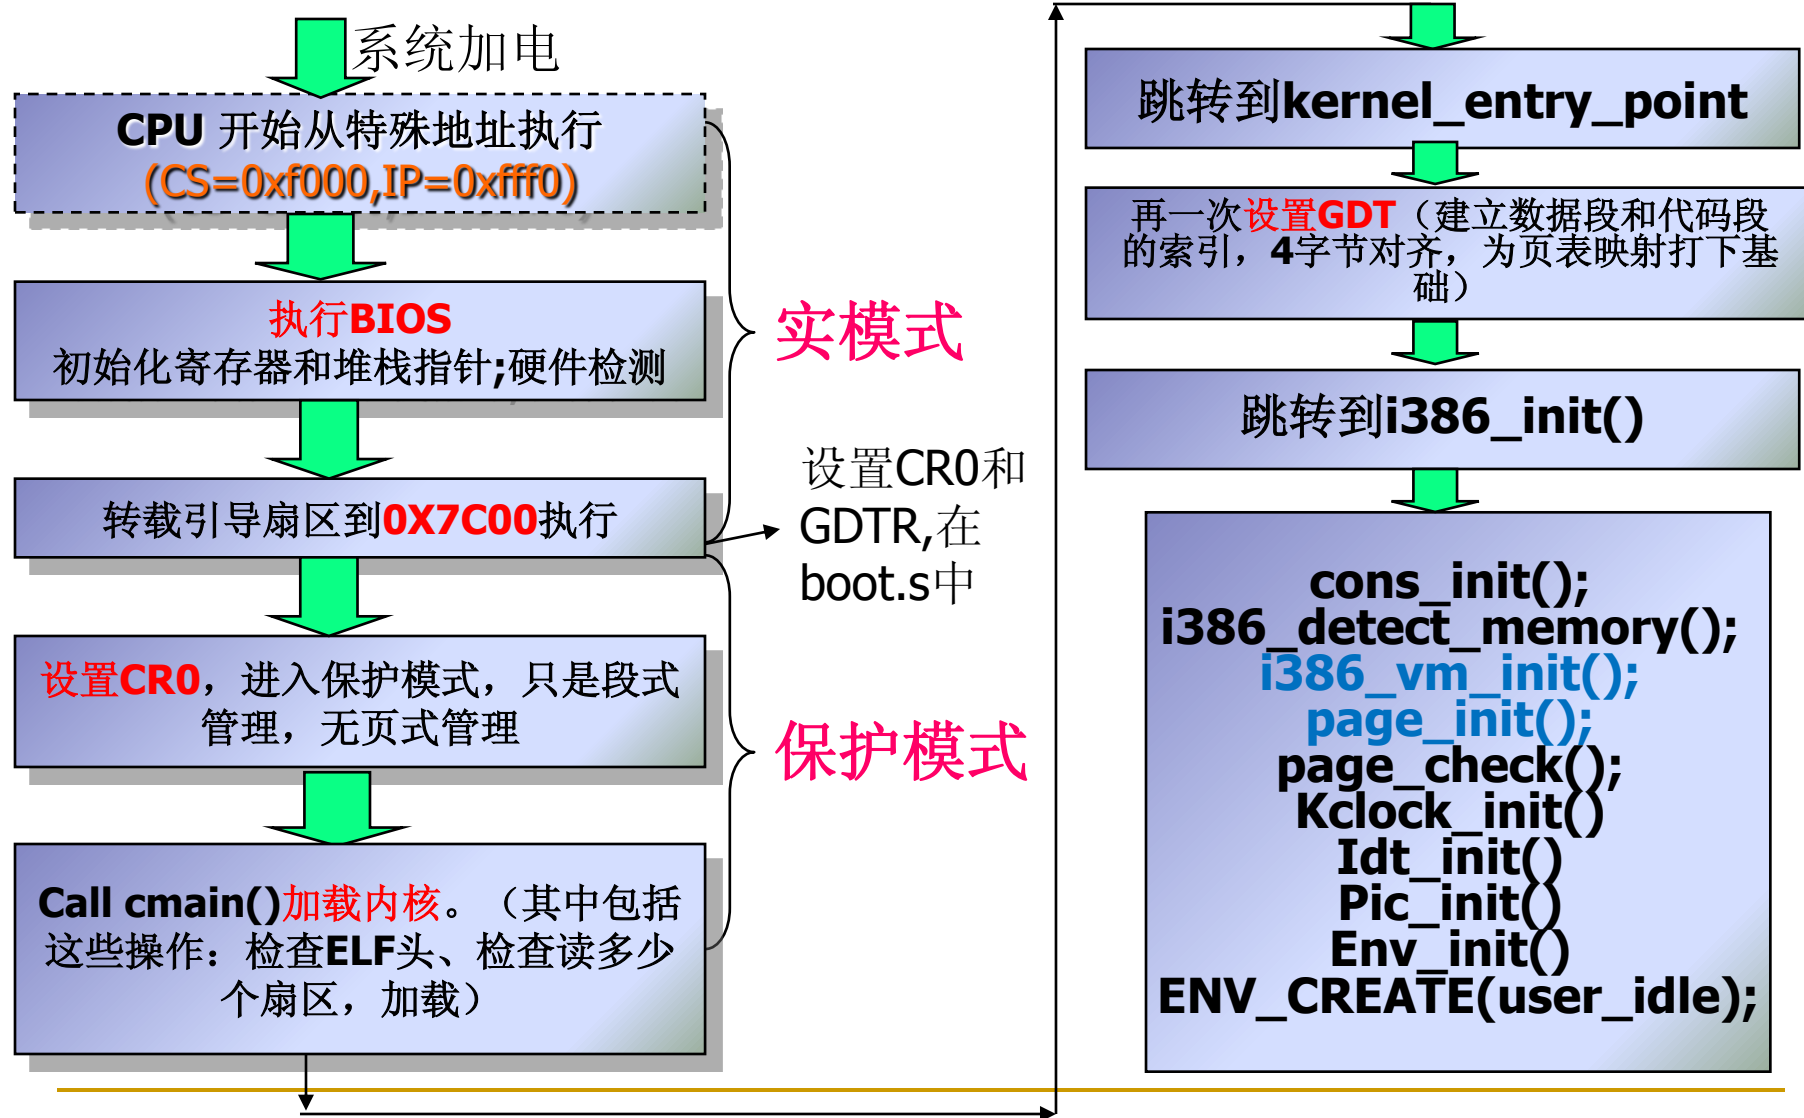 系统加电
CPU 开始从特殊地址执行
(CS=0xf000,IP=0xfff0)
执行BIOS
初始化寄存器和堆栈指针;硬件检测
转载引导扇区到0X7C00执行
设置CR0，进入保护模式，只是段式
管理，无页式管理
Call cmain()加载内核。（其中包括
这些操作：检查ELF头、检查读多少
个扇区，加载）
实模式
设置CR0和
GDTR,在
boot.s中
保护模式
跳转到kernel_entry_point
再一次设置GDT（建立数据段和代码段
的索引，4字节对齐，为页表映射打下基
础）
跳转到i386_init()
cons_init();
i386_detect_memory();
i386_vm_init();
page_init();
page_check();
Kclock_init()
Idt_init()
Pic_init()
Env_init()
ENV_CREATE(user_idle);